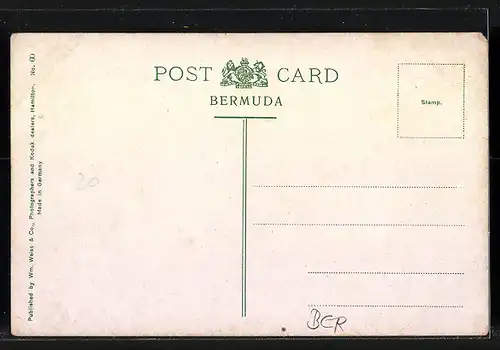 POST CARD
BERMUDA
Stamp.
Published by Wm. Weiss & Co., Photographers and Kodak dealers, Hamilton. No.
Made in Germany
20
BER